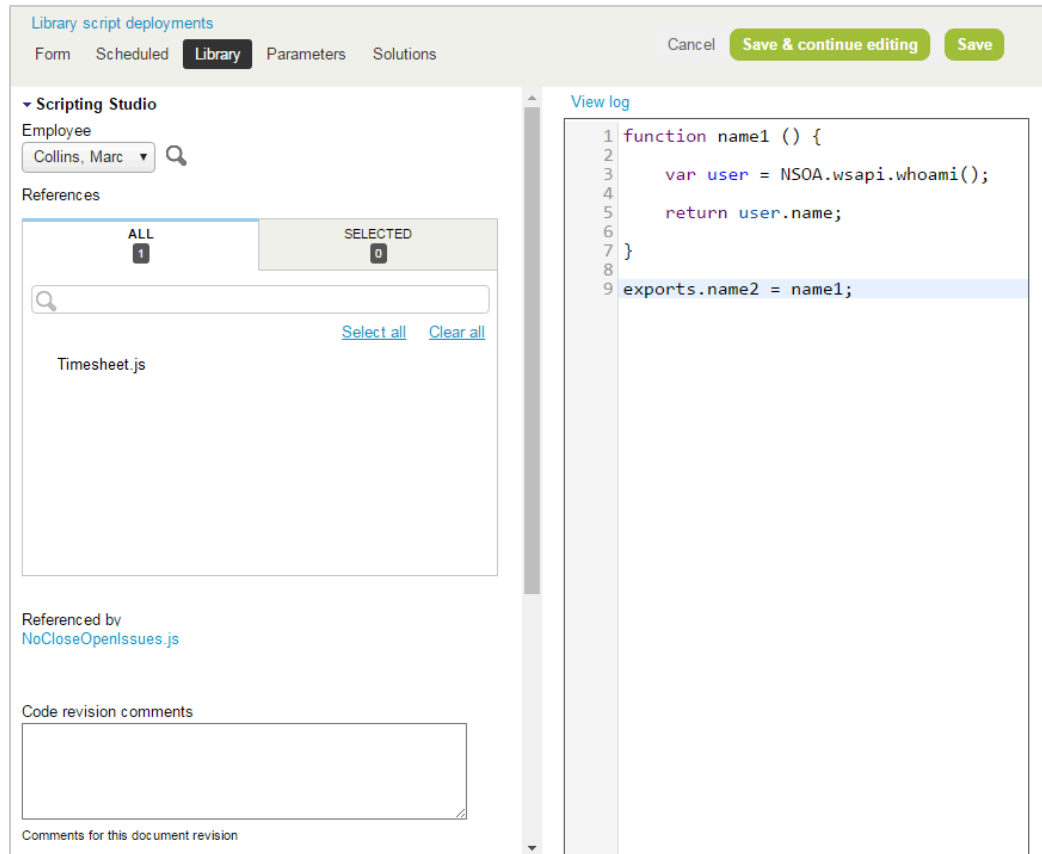 Library script deployments
Form Scheduled Library Parameters Solutions
Cancel Save & continue editing Save
Scripting Studio
Employee
Collins, Marc
References
ALL
1
SELECTED
0
Select all Clear all
Timesheet.js
Referenced by
NoCloseOpenIssues.js
Code revision comments
Comments for this document revision
View log
1 function name1 () {
2
3 var user = NSOA.wsapi.whoami();
4
5 return user.name;
6
7 }
8
9 exports.name2 = name1;